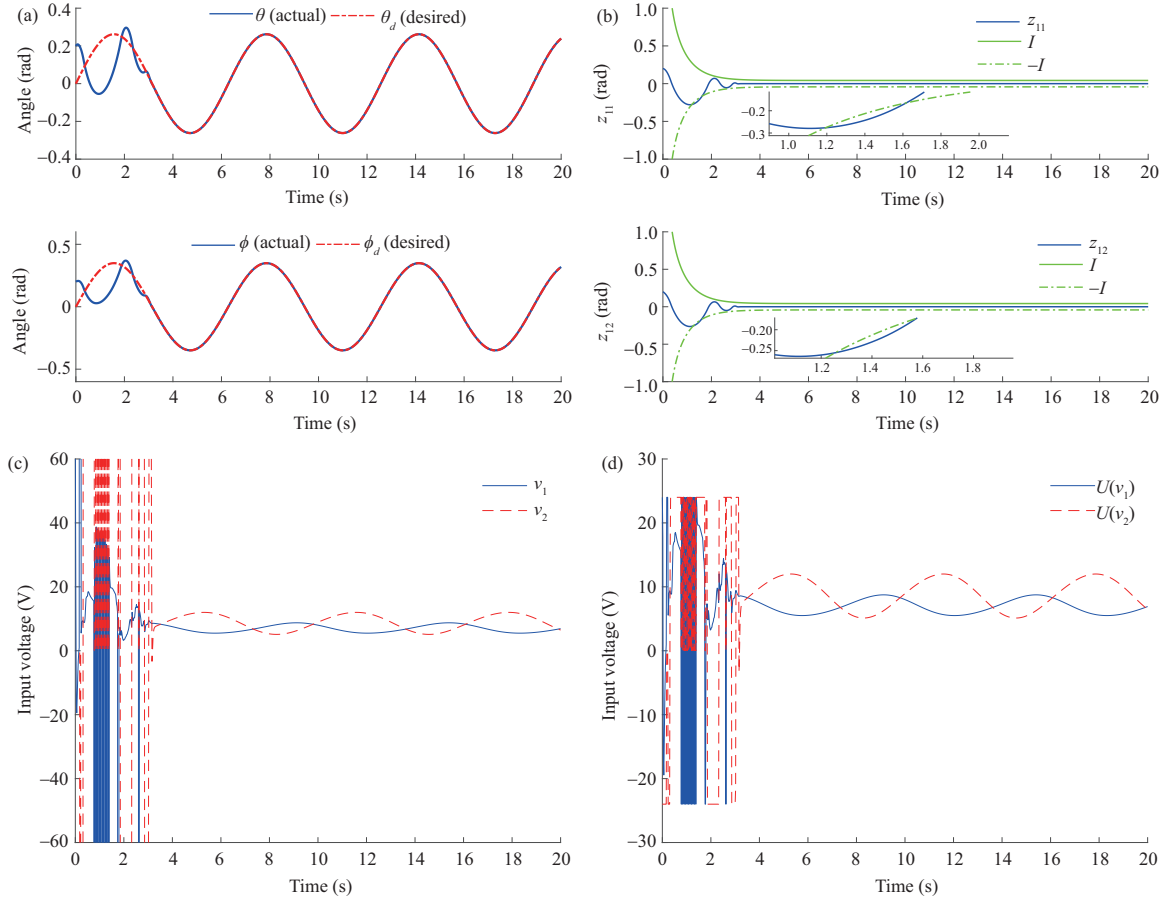 (a)
θ (actual) θd (desired)
0.4
0.2
0
−0.2
−0.4
Angle (rad)
0 2 4 6 8 10 12 14 16 18 20
Time (s)
ϕ (actual) ϕd (desired)
0.5
0
−0.5
Angle (rad)
0 2 4 6 8 10 12 14 16 18 20
Time (s)
(b)
z11
I
−I
1.0
0.5
0
−0.5
−1.0
z11 (rad)
−0.2
−0.3
1.0 1.2 1.4 1.6 1.8 2.0
0 2 4 6 8 10 12 14 16 18 20
Time (s)
z12
I
−I
1.0
0.5
0
−0.5
−1.0
z12 (rad)
−0.20
−0.25
1.2 1.4 1.6 1.8
0 2 4 6 8 10 12 14 16 18 20
Time (s)
(c)
v1
v2
60
40
20
0
−20
−40
−60
Input voltage (V)
0 2 4 6 8 10 12 14 16 18 20
Time (s)
(d)
U(v1)
U(v2)
30
20
10
0
−10
−20
−30
Input voltage (V)
0 2 4 6 8 10 12 14 16 18 20
Time (s)